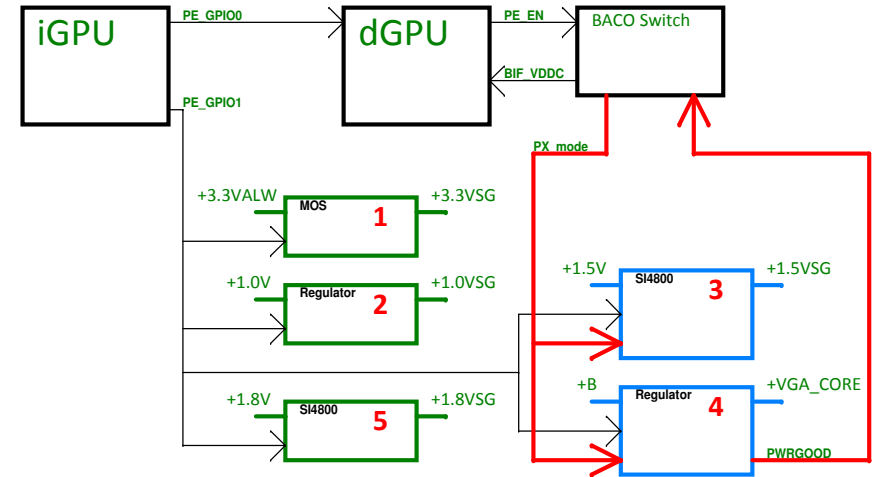 iGPU
PE_GPIO0
dGPU
PE_EN
BACO Switch
BIF_VDDC
PE_GPIO1
PX_mode
+3.3VALW
MOS
1
+3.3VSG
+1.0V
Regulator
2
+1.0VSG
+1.5V
SI4800
3
+1.5VSG
+1.8V
SI4800
5
+1.8VSG
+B
Regulator
4
+VGA_CORE
PWRGOOD